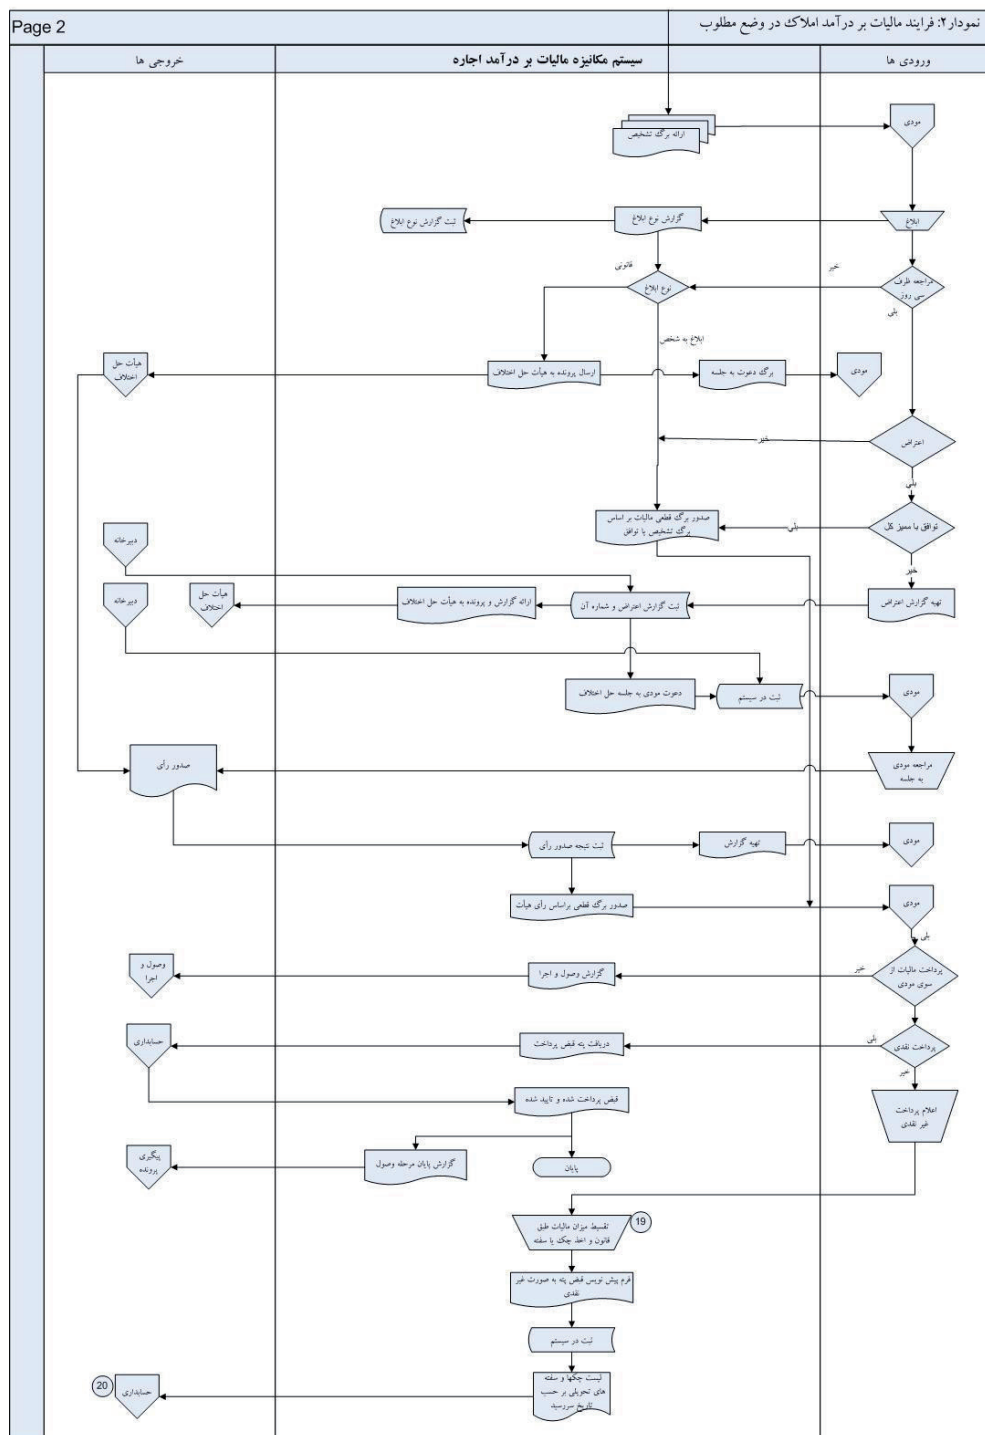 Page 2
نمودار۲: فرایند مالیات بر درآمد املاک در وضع مطلوب
ورودی ها
سیستم مکانیزه مالیات بر درآمد اجاره
خروجی ها
مودی
ارائه برگ تشخیص
ابلاغ
گزارش نوع ابلاغ
ثبت گزارش نوع ابلاغ
مراجعه ظرف
سی روز
خیر
بلی
نوع ابلاغ
قانونی
ابلاغ به شخص
ارسال پرونده به هیأت حل اختلاف
برگ دعوت به جلسه
مودی
هیأت حل
اختلاف
اعتراض
خیر
بلی
توافق با ممیز کل
بلی
خیر
صدور برگ قطعی مالیات بر اساس
برگ تشخیص یا توافق
دبیرخانه
تهیه گزارش اعتراض
ثبت گزارش اعتراض و شماره آن
ارائه گزارش و پرونده به هیأت حل اختلاف
هیأت حل
اختلاف
دبیرخانه
دعوت مودی به جلسه حل اختلاف
ثبت در سیستم
مودی
مراجعه مودی
به جلسه
صدور رأی
ثبت نتیجه صدور رأی
تهیه گزارش
مودی
صدور برگ قطعی براساس رأی هیأت
مودی
بلی
پرداخت مالیات از
سوی مودی
خیر
گزارش وصول و اجرا
وصول و
اجرا
پرداخت نقدی
بلی
خیر
دریافت پته قبض پرداخت
حسابداری
قبض پرداخت شده و تایید شده
اعلام پرداخت
غیر نقدی
پایان
گزارش پایان مرحله وصول
پیگیری
پرونده
تقسیط میزان مالیات طبق
قانون و اخذ چک یا سفته
19
فرم پیش نویس قبض پته به صورت غیر
نقدی
ثبت در سیستم
لیست چکها و سفته
های تحویلی بر حسب
تاریخ سررسید
حسابداری
20